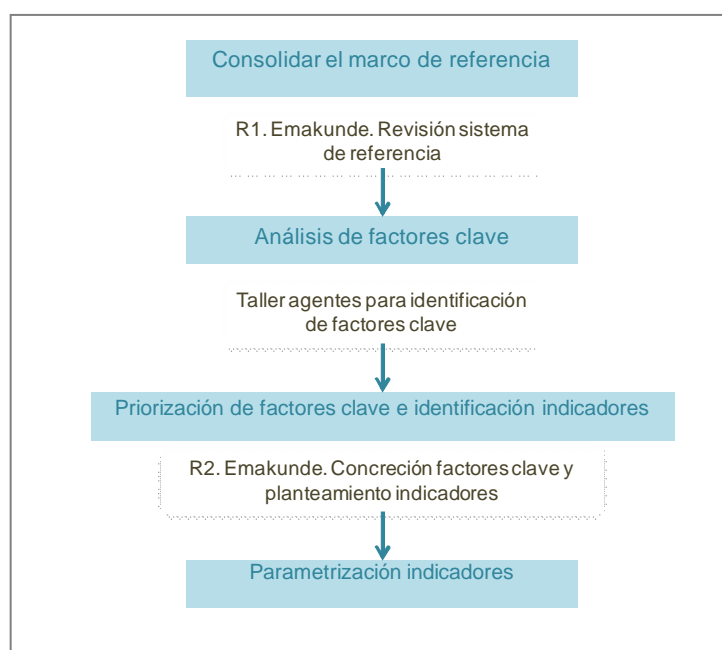 Consolidar el marco de referencia
R1. Emakunde. Revisión sistema
de referencia
Análisis de factores clave
Taller agentes para identificación
de factores clave
Priorización de factores clave e identificación indicadores
R2. Emakunde. Concreción factores clave y
planteamiento indicadores
Parametrización indicadores